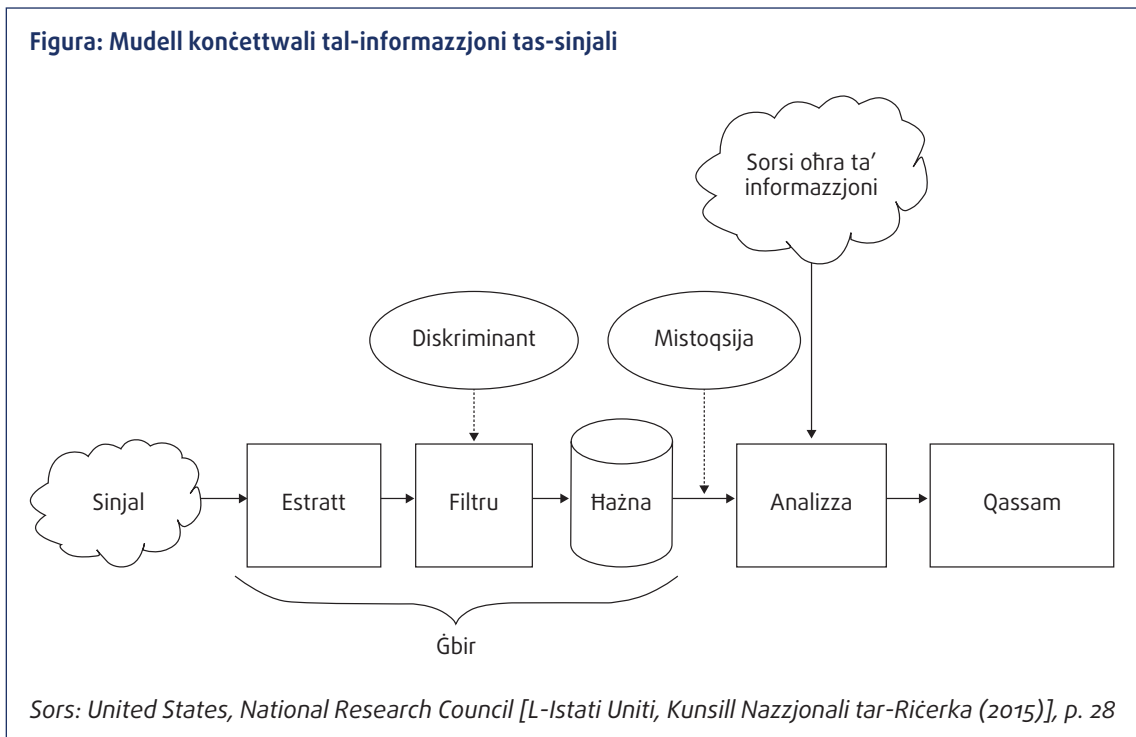 Figura: Mudell konċettwali tal-informazzjoni tas-sinjali
Sorsi oħra ta’
informazzjoni
Diskriminant
Mistoqsija
Sinjal
Estratt
Filtru
Ħażna
Analizza
Qassam
Ġbir
Sors: United States, National Research Council [L-Istati Uniti, Kunsill Nazzjonali tar-Riċerka (2015)], p. 28